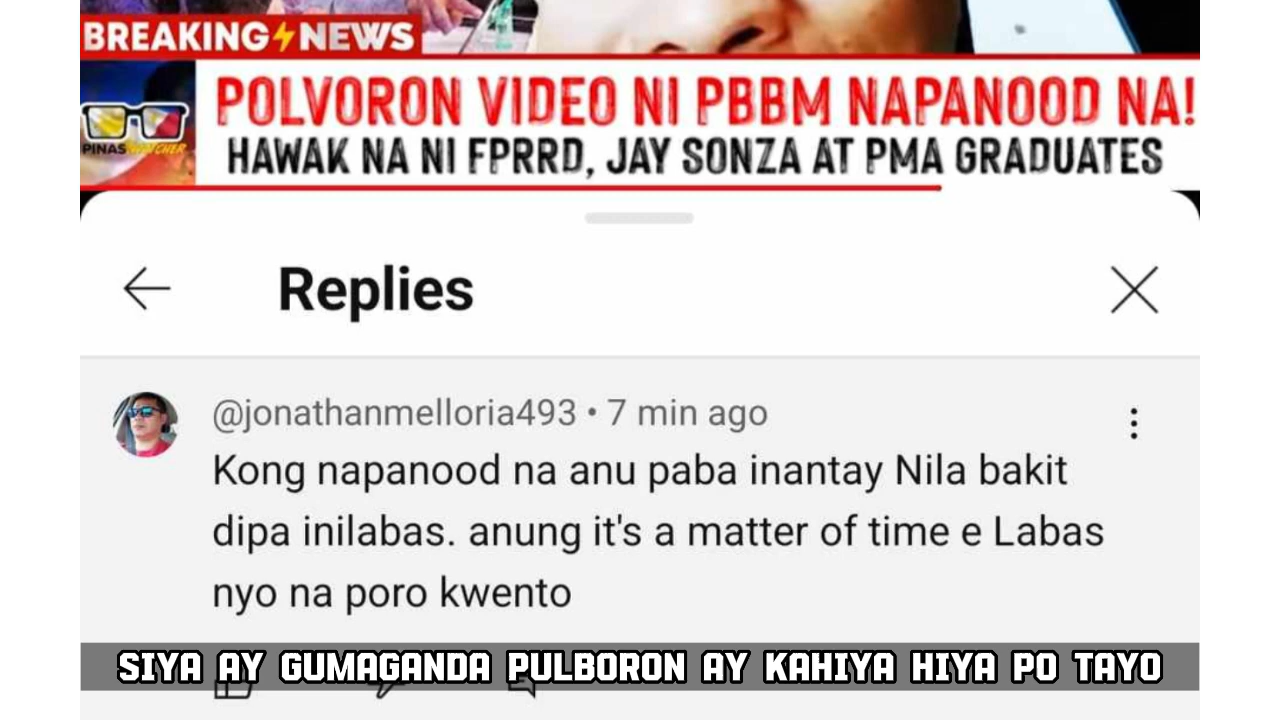 BREAKING⚡NEWS
POLVORON VIDEO NI PBBM NAPANOOD NA!
PINAS WATCHER
HAWAK NA NI FPRRD, JAY SONZA AT PMA GRADUATES
Replies
@jonathanmelloria493 • 7 min ago
Kong napanood na anu paba inantay Nila bakit
dipa inilabas. anung it's a matter of time e Labas
nyo na poro kwento
SIYA AY GUMAGANDA PULBORON AY KAHIYA HIYA PO TAYO